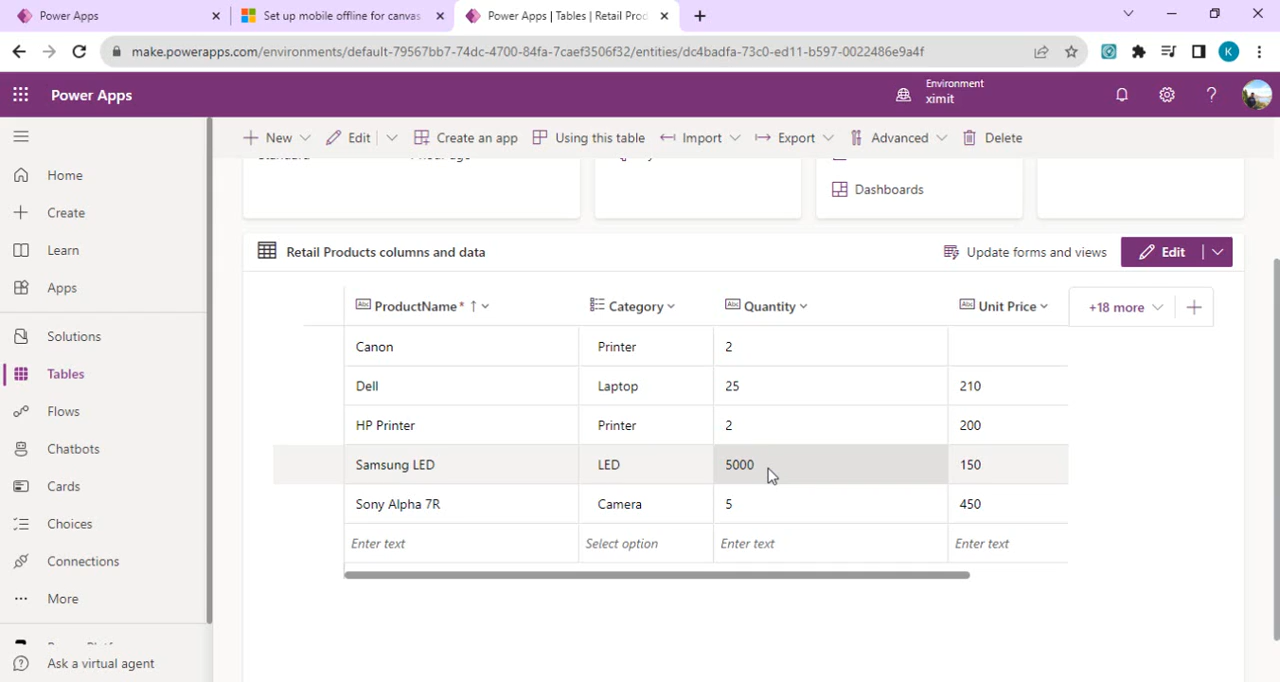 Power Apps
Set up mobile offline for canvas
Power Apps | Tables | Retail Prod
make.powerapps.com/environments/default-79567bb7-74dc-4700-84fa-7caef3506f32/entities/dc4badfa-73c0-ed11-b597-0022486e9a4f
K
Power Apps
Environment
ximit
New
Edit
Create an app
Using this table
Import
Export
Advanced
Delete
Home
Create
Learn
Apps
Solutions
Tables
Flows
Chatbots
Cards
Choices
Connections
More
Ask a virtual agent
Dashboards
Retail Products columns and data
Update forms and views
Edit
ProductName * Category Quantity Unit Price +18 more
Canon Printer 2
Dell Laptop 25 210
HP Printer Printer 2 200
Samsung LED LED 5000 150
Sony Alpha 7R Camera 5 450
Enter text Select option Enter text Enter text